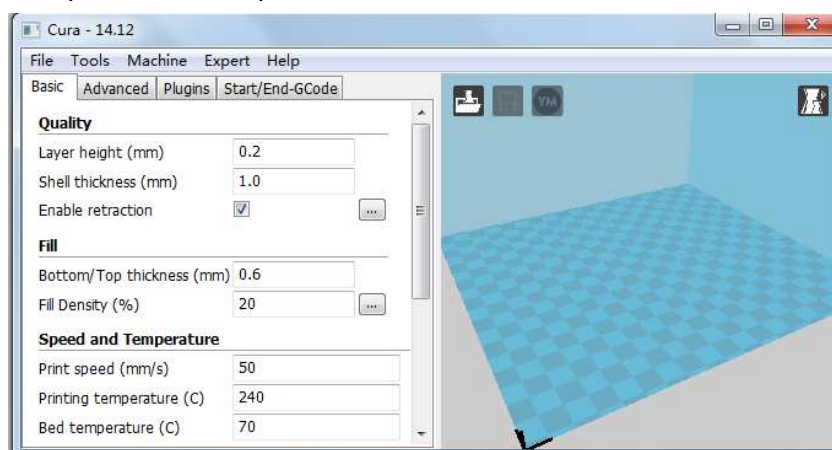 Cura - 14.12
File Tools Machine Expert Help
Basic Advanced Plugins Start/End-GCode
Quality
Layer height (mm) 0.2
Shell thickness (mm) 1.0
Enable retraction ...
Fill
Bottom/Top thickness (mm) 0.6
Fill Density (%) 20 ...
Speed and Temperature
Print speed (mm/s) 50
Printing temperature (C) 240
Bed temperature (C) 70
YM